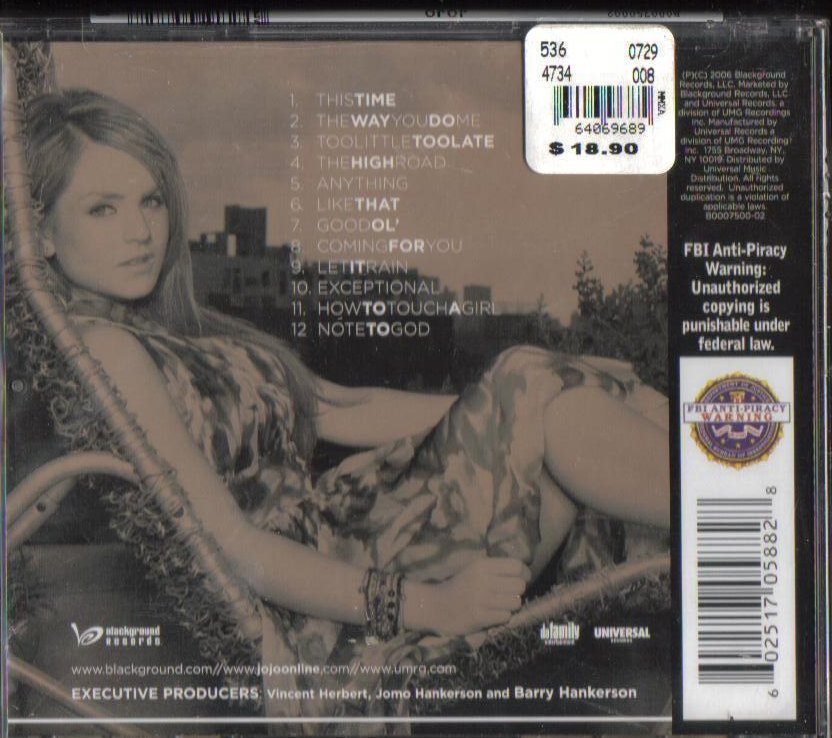 536 0729
4734 008
MMXXA
64069689
$ 18.90
1. THISTIME
2. THEWAYYOUDOME
3. TOOLITTLETOOLATE
4. THEHIGHROAD
5. ANYTHING
6. LIKETHAT
7. GOODOL'
8. COMINGFORYOU
9. LETITRAIN
10. EXCEPTIONAL
11. HOWTOTOUCHAGIRL
12 NOTETOGOD
(P)(C) 2006 Blackground
Records, LLC. Marketed by
Blackground Records, LLC
and Universal Records, a
division of UMG Recordings
Inc. Manufactured by
Universal Records a
division of UMG Recording
Inc. 1755 Broadway, NY,
NY 10019. Distributed by
Universal Music
Distribution. All rights
reserved. Unauthorized
duplication is a violation of
applicable laws.
B0007500-02
FBI Anti-Piracy
Warning:
Unauthorized
copying is
punishable under
federal law.
FBI ANTI-PIRACY
WARNING
6 02517 05882 8
blackground
records
dafamily
entertainment
UNIVERSAL
RECORDS
www.blackground.com//www.jojoonline.com//www.umrg.com
EXECUTIVE PRODUCERS: Vincent Herbert, Jomo Hankerson and Barry Hankerson